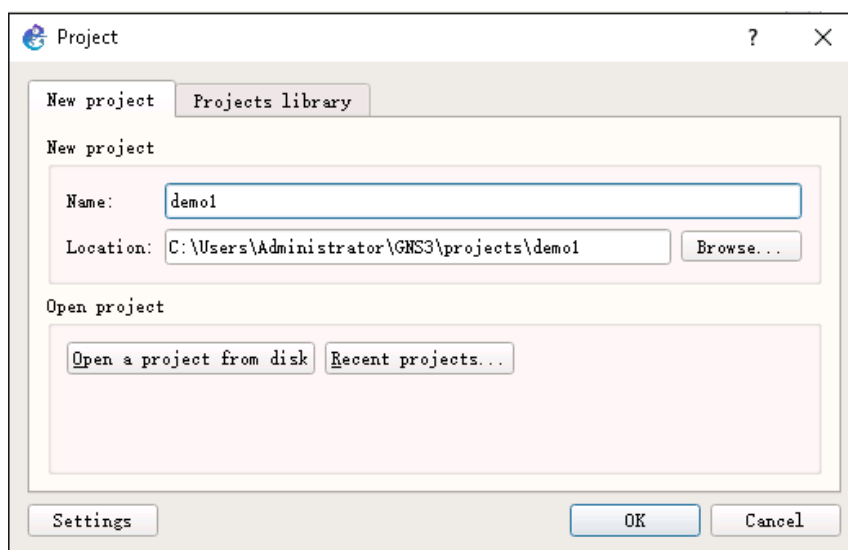 Project
New project Projects library
New project
Name: demo1
Location: C:\Users\Administrator\GNS3\projects\demo1 Browse...
Open project
Open a project from disk Recent projects...
Settings OK Cancel